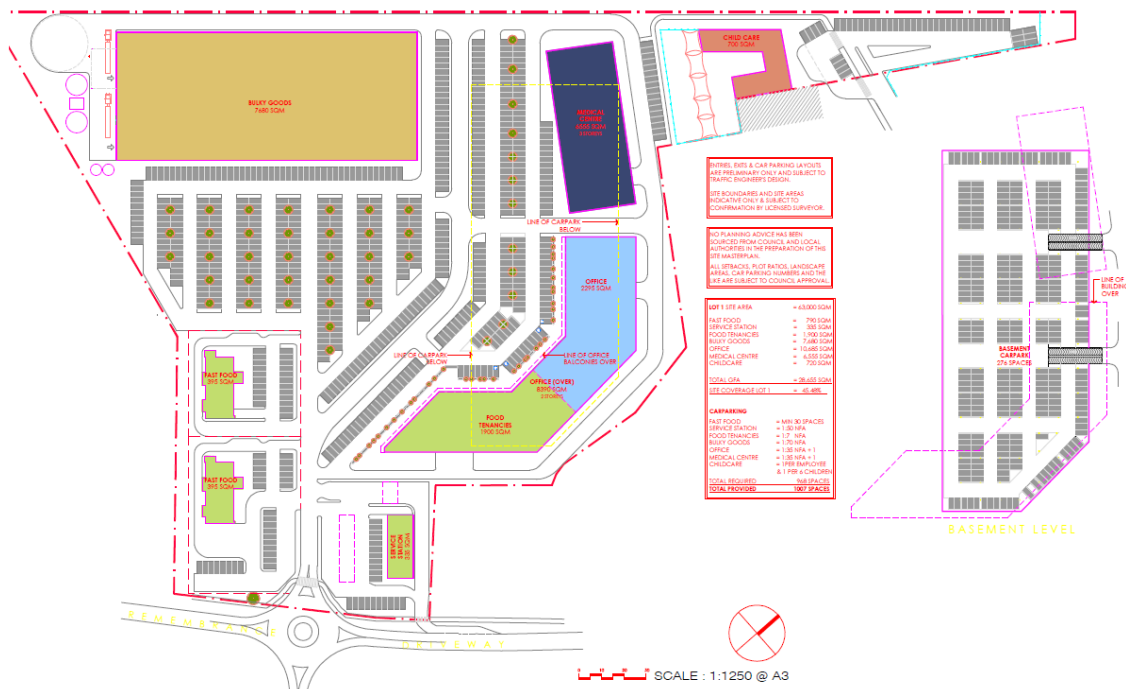 CHILD CARE
700 SQM
BULKY GOODS
7680 SQM
MEDICAL
CENTRE
6555 SQM
ENTRIES, EXITS & CAR PARKING LAYOUTS
ARE PRELIMINARY ONLY AND SUBJECT TO
TRAFFIC ENGINEER'S DESIGN.
SITE BOUNDARIES AND SITE AREAS
INDICATIVE ONLY & SUBJECT TO
CONFIRMATION BY LICENSED SURVEYOR.
LINE OF CARPARK
BELOW
NO PLANNING ADVICE HAS BEEN
SOURCED FROM COUNCIL AND LOCAL
AUTHORITIES IN THE PREPARATION OF THIS
SITE MASTERPLAN.
ALL SETBACKS, PLOT RATIOS, LANDSCAPE
AREAS, CAR PARKING NUMBERS AND THE
LIKE ARE SUBJECT TO COUNCIL APPROVAL.
OFFICE
2295 SQM
LINE OF
BUILDING
OVER
LOT 1 SITE AREA = 63,000 SQM
FAST FOOD = 790 SQM
SERVICE STATION = 335 SQM
FOOD TENANCIES = 1,900 SQM
BULKY GOODS = 7,680 SQM
OFFICE = 10,685 SQM
MEDICAL CENTRE = 6,555 SQM
CHILDCARE = 720 SQM
TOTAL GFA = 28,655 SQM
SITE COVERAGE LOT 1 = 45.48%
CARPARKING
FAST FOOD = MIN 30 SPACES
SERVICE STATION = 1:50 NFA
FOOD TENANCIES = 1:7 NFA
BULKY GOODS = 1:70 NFA
OFFICE = 1:35 NFA + 1
MEDICAL CENTRE = 1:35 NFA + 1
CHILDCARE = 1 PER EMPLOYEE
& 1 PER 6 CHILDREN
TOTAL REQUIRED 968 SPACES
TOTAL PROVIDED 1007 SPACES
LINE OF CARPARK
BELOW
LINE OF OFFICE
BALCONIES OVER
BASEMENT
CARPARK
276 SPACES
FAST FOOD
395 SQM
OFFICE (OVER)
8390 SQM
FOOD
TENANCIES
1900 SQM
FAST FOOD
395 SQM
SERVICE
STATION
335 SQM
BASEMENT LEVEL
REMEMBRANCE
DRIVEWAY
SCALE : 1:1250 @ A3